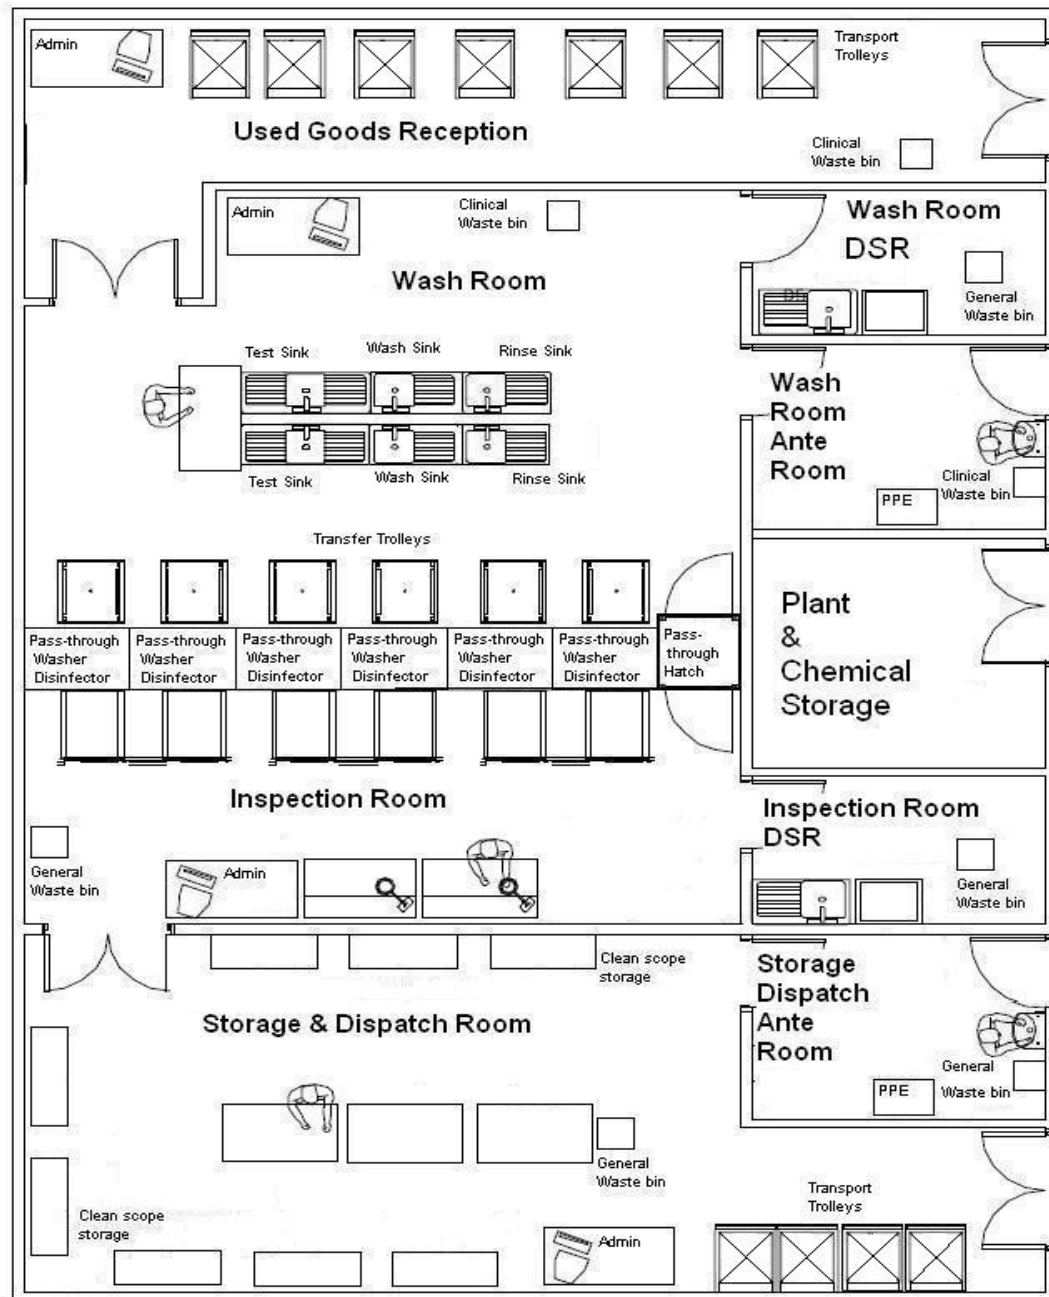 Admin
Transport
Trolleys
Used Goods Reception
Clinical
Waste bin
Admin
Clinical
Waste bin
Wash Room
Wash Room
DSR
General
Waste bin
Test Sink
Wash Sink
Rinse Sink
Test Sink
Wash Sink
Rinse Sink
Wash
Room
Ante
Room
Clinical
Waste bin
PPE
Transfer Trolleys
Pass-through
Washer
Disinfector
Pass-through
Washer
Disinfector
Pass-through
Washer
Disinfector
Pass-through
Washer
Disinfector
Pass-through
Washer
Disinfector
Pass-through
Washer
Disinfector
Pass-
through
Hatch
Plant
&
Chemical
Storage
Inspection Room
General
Waste bin
Admin
Inspection Room
DSR
General
Waste bin
Clean scope
storage
Storage & Dispatch Room
Storage
Dispatch
Ante
Room
General
Waste bin
PPE
General
Waste bin
Clean scope
storage
Admin
Transport
Trolleys